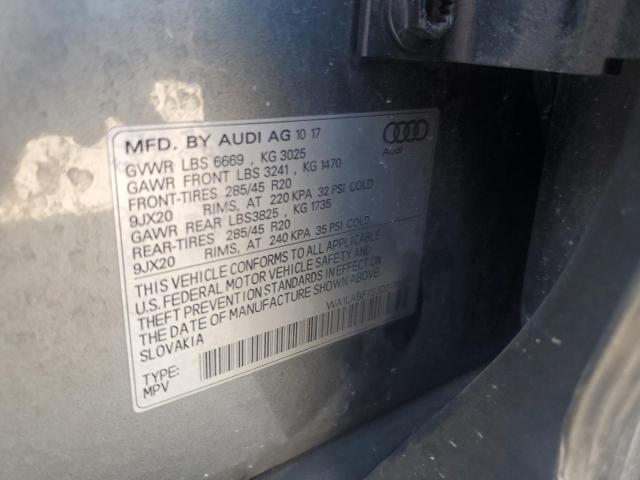 MFD. BY AUDI AG 10 17
GVWR LBS 6669 , KG 3025
GAWR FRONT LBS 3241 , KG 1470
FRONT-TIRES 285/45 R20
9JX20 RIMS, AT 220 KPA 32 PSI COLD
GAWR REAR LBS3825 , KG 1735
REAR-TIRES 285/45 R20
9JX20 RIMS, AT 240 KPA 35 PSI COLD
THIS VEHICLE CONFORMS TO ALL APPLICABLE
U.S. FEDERAL MOTOR VEHICLE SAFETY AND
THEFT PREVENTION STANDARDS IN EFFECT ON
THE DATE OF MANUFACTURE SHOWN ABOVE.
SLOVAKIA
TYPE:
MPV